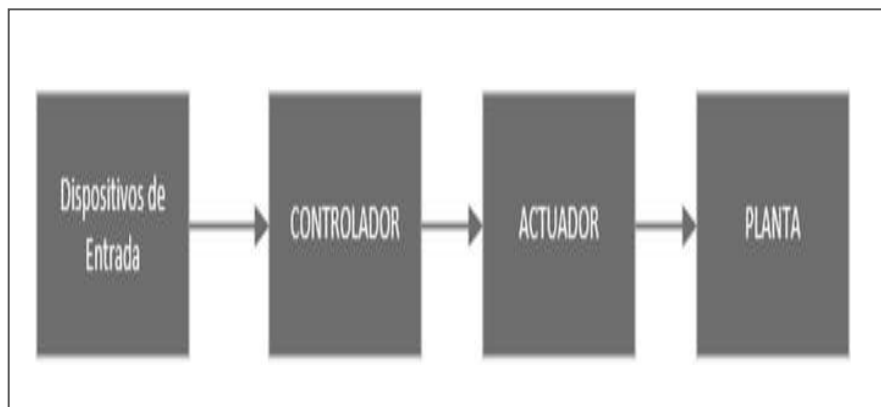 Dispositivos de
Entrada
CONTROLADOR
ACTUADOR
PLANTA